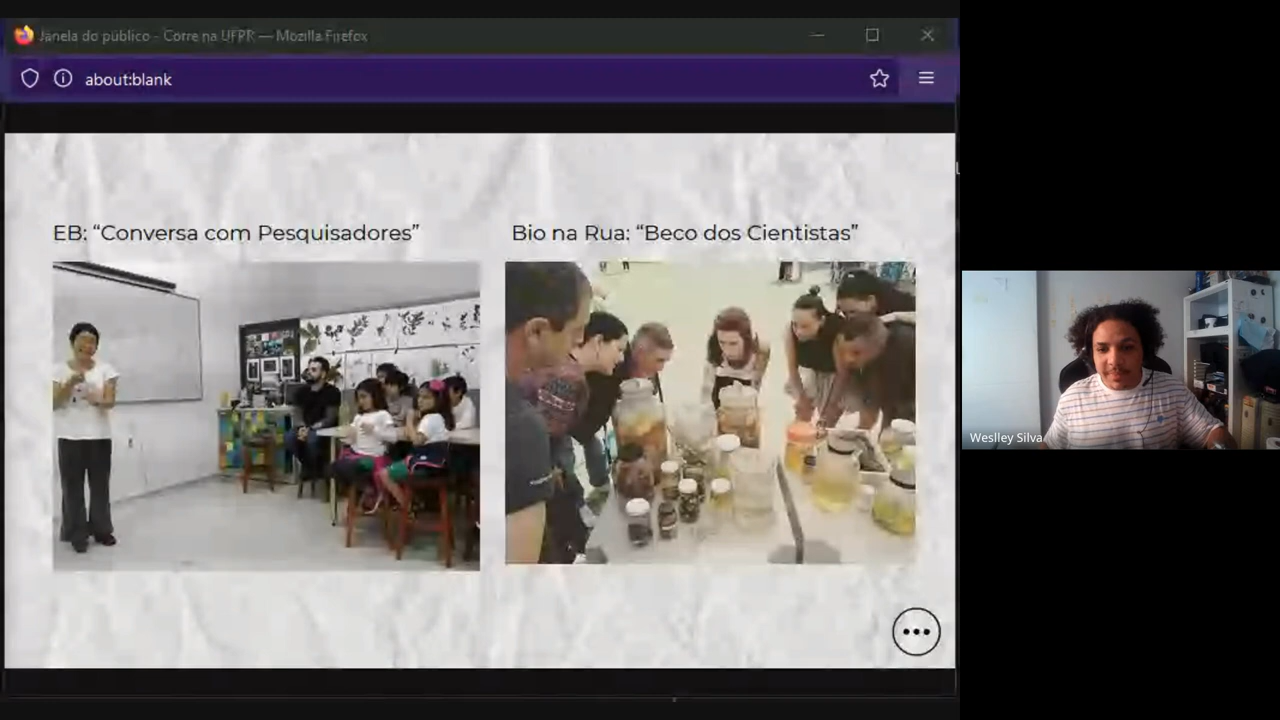 Janela do público - Corre na UFPR — Mozilla Firefox
about:blank
EB: “Conversa com Pesquisadores”
Bio na Rua: “Beco dos Cientistas”
Weslley Silva